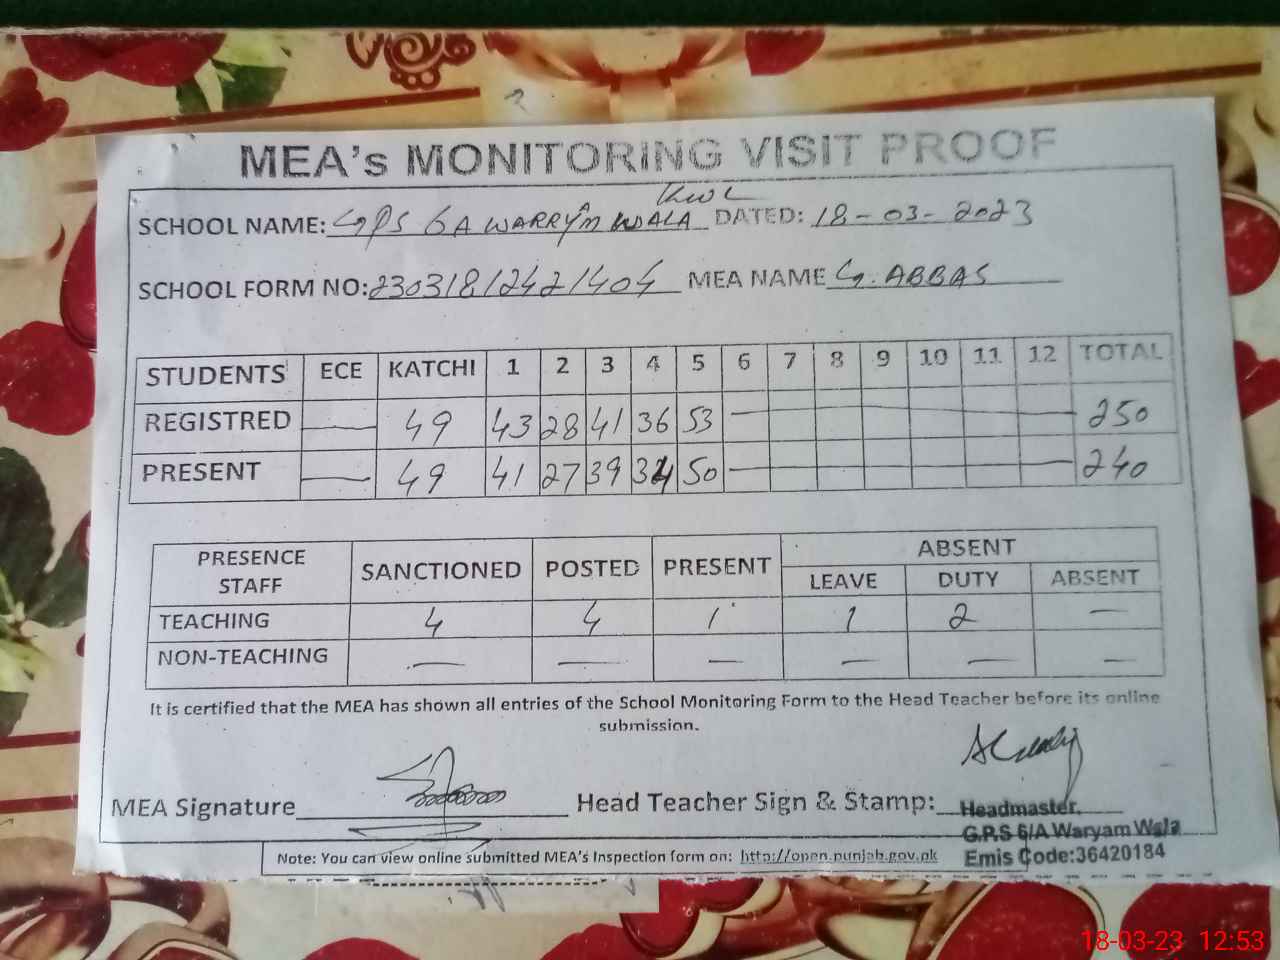 MEA's MONITORING VISIT PROOF
KWL
SCHOOL NAME: GPS 6A WARRYAM WALA DATED: 18-03-2023
SCHOOL FORM NO: 23031812421404 MEA NAME G. ABBAS
STUDENTS ECE KATCHI 1 2 3 4 5 6 7 8 9 10 11 12 TOTAL
REGISTRED — 49 43 28 41 36 53 — 250
PRESENT — 49 41 27 39 34 50 — 240
PRESENCE STAFF SANCTIONED POSTED PRESENT ABSENT
LEAVE DUTY ABSENT
TEACHING 4 4 1 1 2 —
NON-TEACHING — — — — — —
It is certified that the MEA has shown all entries of the School Monitoring Form to the Head Teacher before its online
submission.
MEA Signature Head Teacher Sign & Stamp:
Headmaster
G.P.S 6/A Waryam Wala
Emis Code:36420184
Note: You can view online submitted MEA's Inspection form on: http://open.punjab.gov.pk
18-03-23 12:53